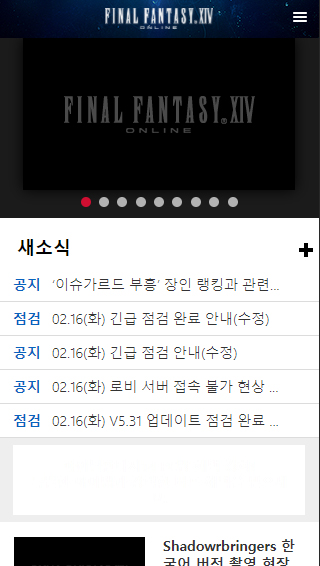 FINAL FANTASY XIV
ONLINE
FINAL FANTASY® XIV
ONLINE
새소식
공지 '이슈가르드 부흥' 장인 랭킹과 관련...
점검 02.16(화) 긴급 점검 완료 안내(수정)
공지 02.16(화) 긴급 점검 안내(수정)
공지 02.16(화) 로비 서버 접속 불가 현상 ...
점검 02.16(화) V5.31 업데이트 점검 완료 ...
Shadowrbringers 한
국어 버전 촬영 현장